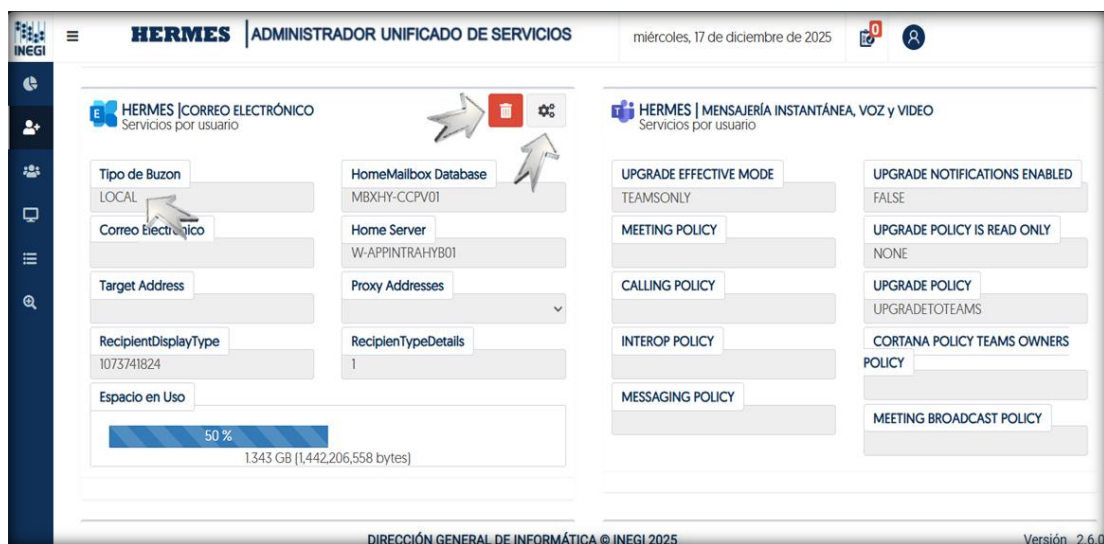 INEGI
HERMES
ADMINISTRADOR UNIFICADO DE SERVICIOS
miércoles, 17 de diciembre de 2025
0
HERMES |CORREO ELECTRÓNICO
Servicios por usuario
Tipo de Buzon
LOCAL
HomeMailbox Database
MBXHY-CCPV01
Correo Electronico
Home Server
W-APPINTRAHYB01
Target Address
Proxy Addresses
RecipientDisplayType
1073741824
RecipienTypeDetails
1
Espacio en Uso
50 %
1.343 GB (1,442,206,558 bytes)
HERMES | MENSAJERÍA INSTANTÁNEA, VOZ y VIDEO
Servicios por usuario
UPGRADE EFFECTIVE MODE
TEAMSONLY
UPGRADE NOTIFICATIONS ENABLED
FALSE
MEETING POLICY
UPGRADE POLICY IS READ ONLY
NONE
CALLING POLICY
UPGRADE POLICY
UPGRADETOTEAMS
INTEROP POLICY
CORTANA POLICY TEAMS OWNERS
POLICY
MESSAGING POLICY
MEETING BROADCAST POLICY
DIRECCIÓN GENERAL DE INFORMÁTICA © INEGI 2025
Versión 2.6.0